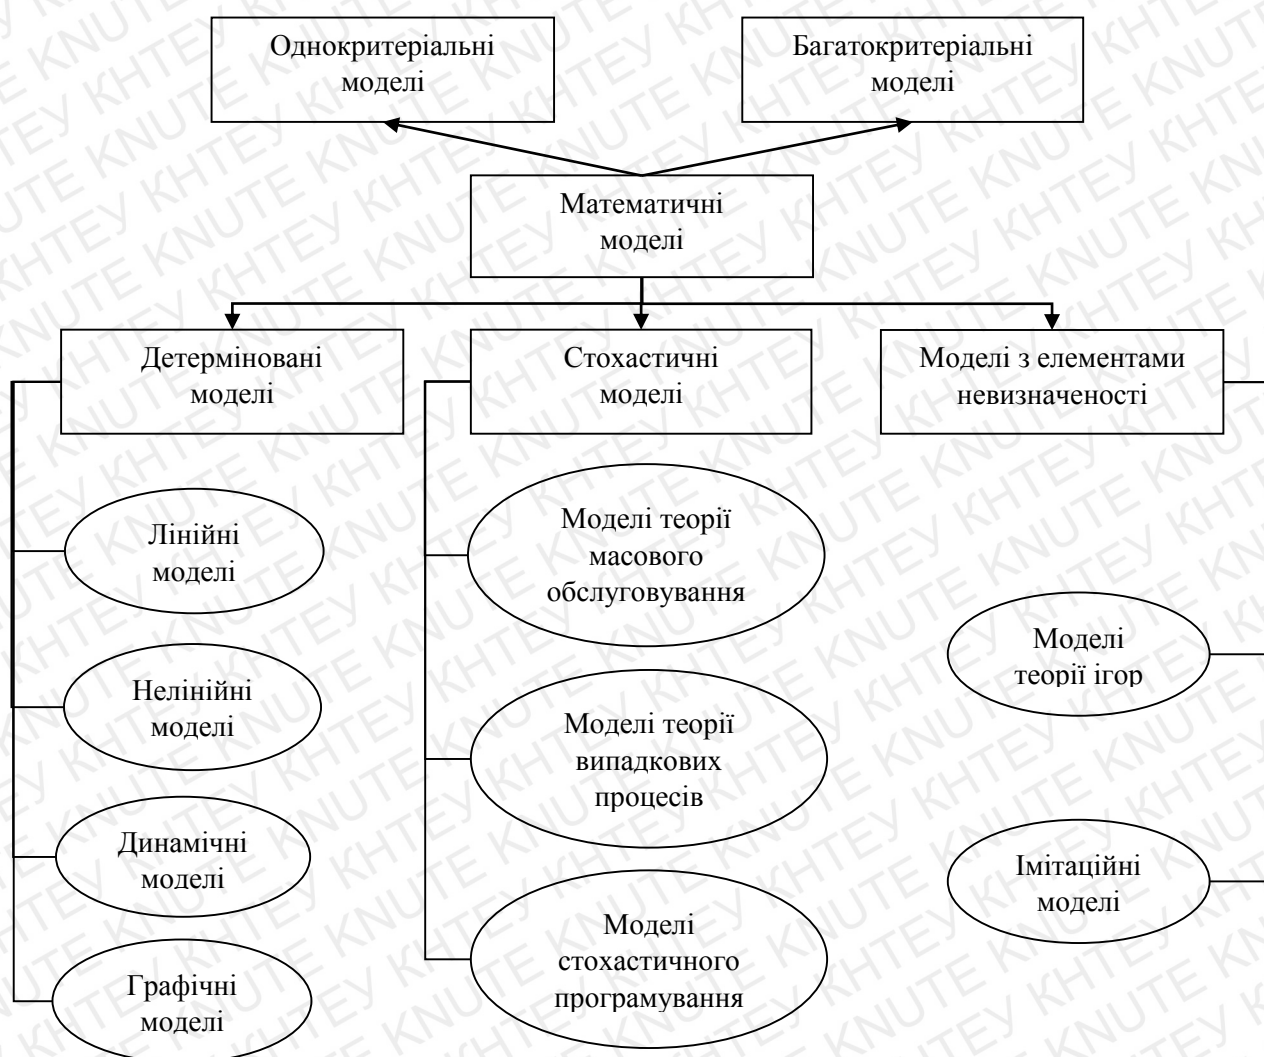 Однокритеріальні
моделі
Багатокритеріальні
моделі
Математичні
моделі
Детерміновані
моделі
Стохастичні
моделі
Моделі з елементами
невизначеності
Лінійні
моделі
Нелінійні
моделі
Динамічні
моделі
Графічні
моделі
Моделі теорії
масового
обслуговування
Моделі теорії
випадкових
процесів
Моделі
стохастичного
програмування
Моделі
теорії ігор
Імітаційні
моделі